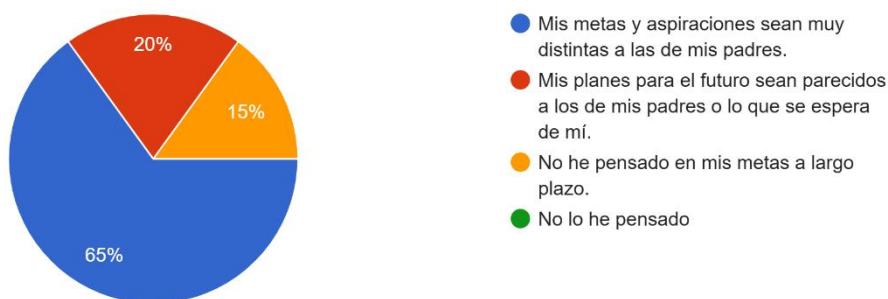 20%
15%
65%
Mis metas y aspiraciones sean muy
distintas a las de mis padres.
Mis planes para el futuro sean parecidos
a los de mis padres o lo que se espera
de mí.
No he pensado en mis metas a largo
plazo.
No lo he pensado